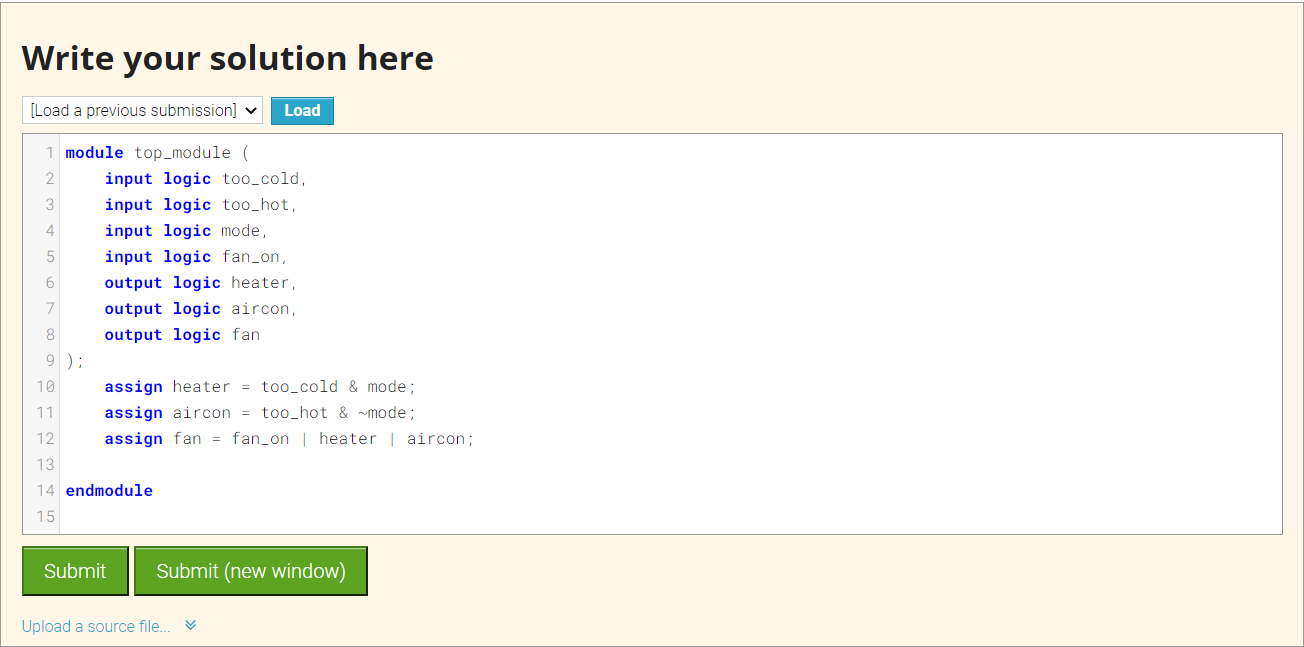 Write your solution here
[Load a previous submission] Load
1 module top_module (
2     input logic too_cold,
3     input logic too_hot,
4     input logic mode,
5     input logic fan_on,
6     output logic heater,
7     output logic aircon,
8     output logic fan
9 );
10     assign heater = too_cold & mode;
11     assign aircon = too_hot & ~mode;
12     assign fan = fan_on | heater | aircon;
13
14 endmodule
15
Submit Submit (new window)
Upload a source file...